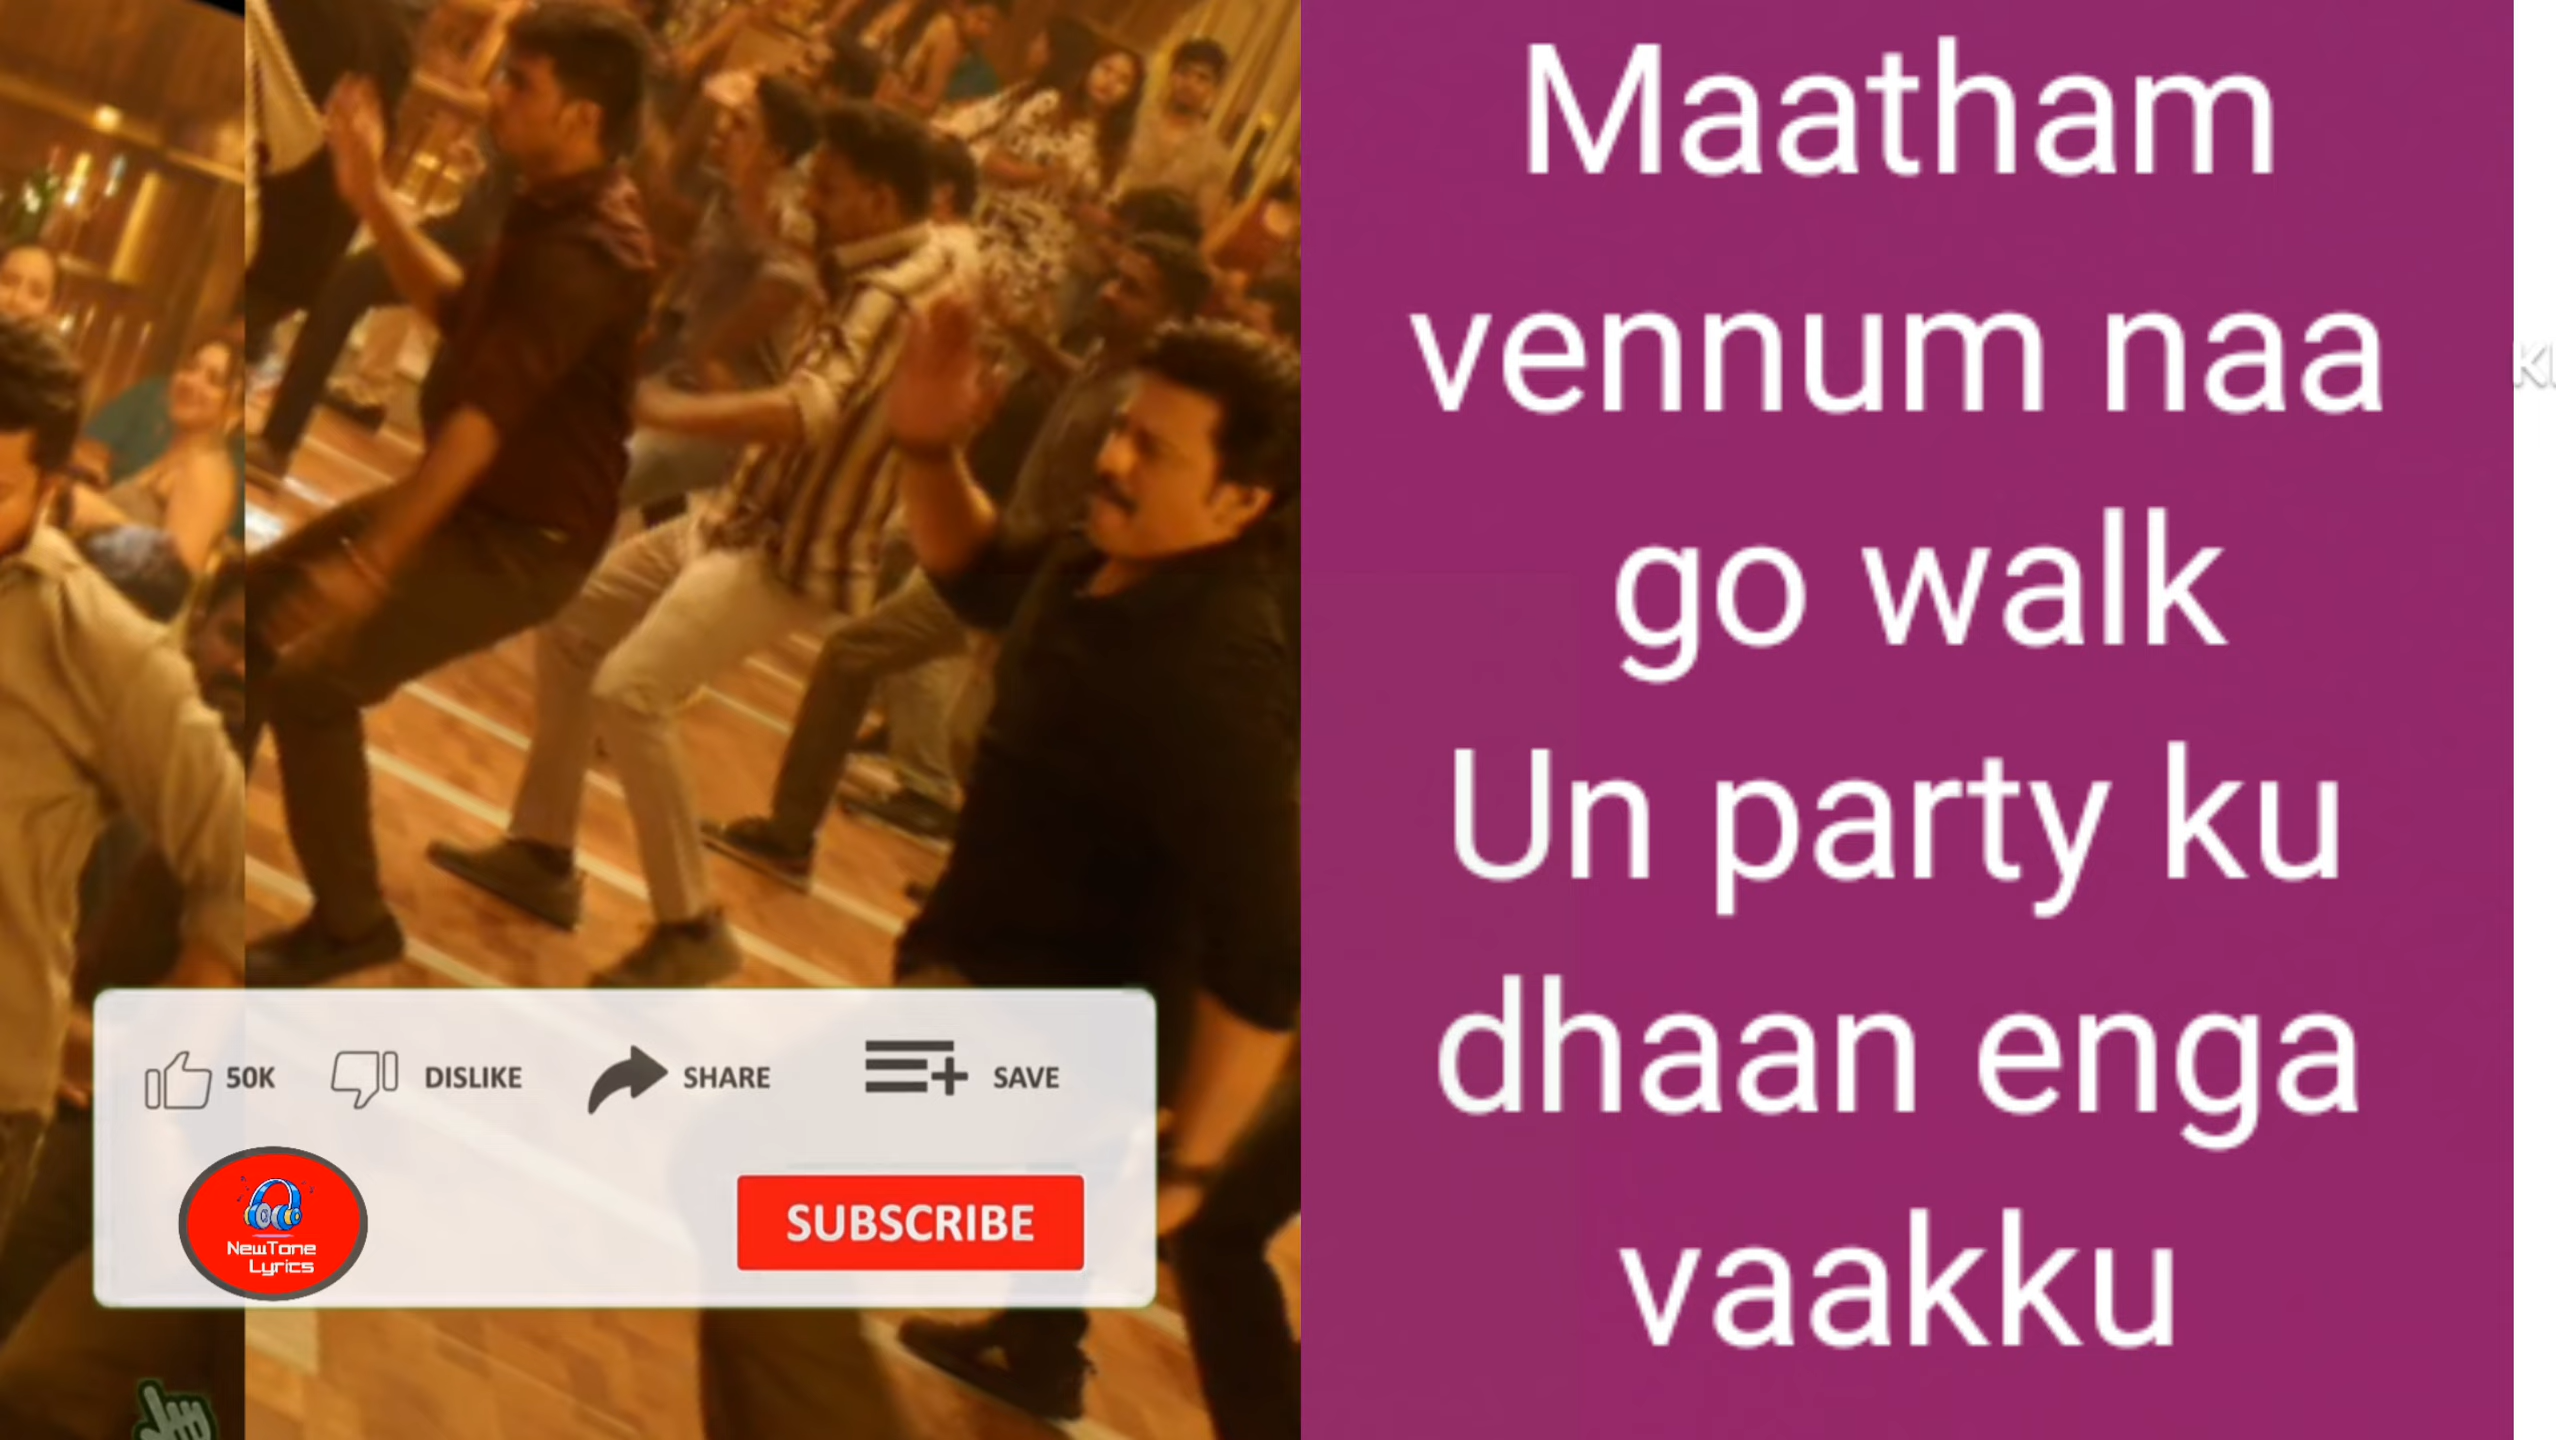 Maatham
vennum naa
go walk
Un party ku
dhaan enga
vaakku
50K DISLIKE SHARE SAVE
NewTone
Lyrics
SUBSCRIBE